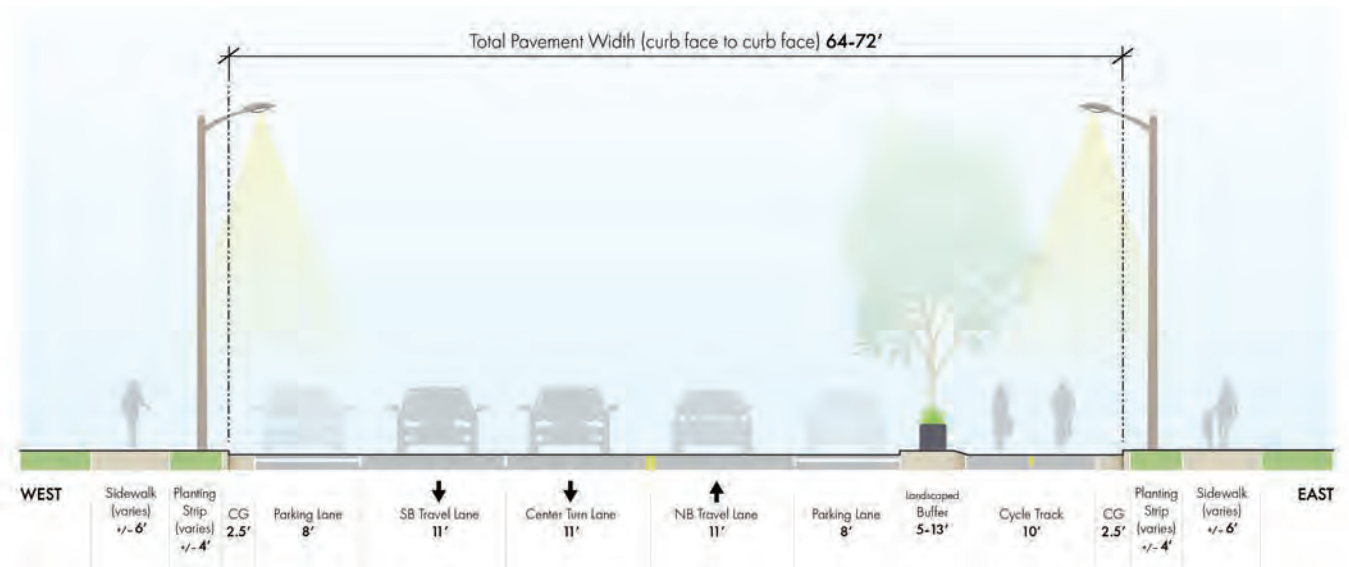 Total Pavement Width (curb face to curb face) 64-72'
WEST
Sidewalk
(varies)
+/- 6'
Planting
Strip
(varies)
+/- 4'
CG
2.5'
Parking Lane
8'
SB Travel Lane
11'
Center Turn Lane
11'
NB Travel Lane
11'
Parking Lane
8'
Landscaped
Buffer
5-13'
Cycle Track
10'
CG
2.5'
Planting
Strip
(varies)
+/- 4'
Sidewalk
(varies)
+/- 6'
EAST